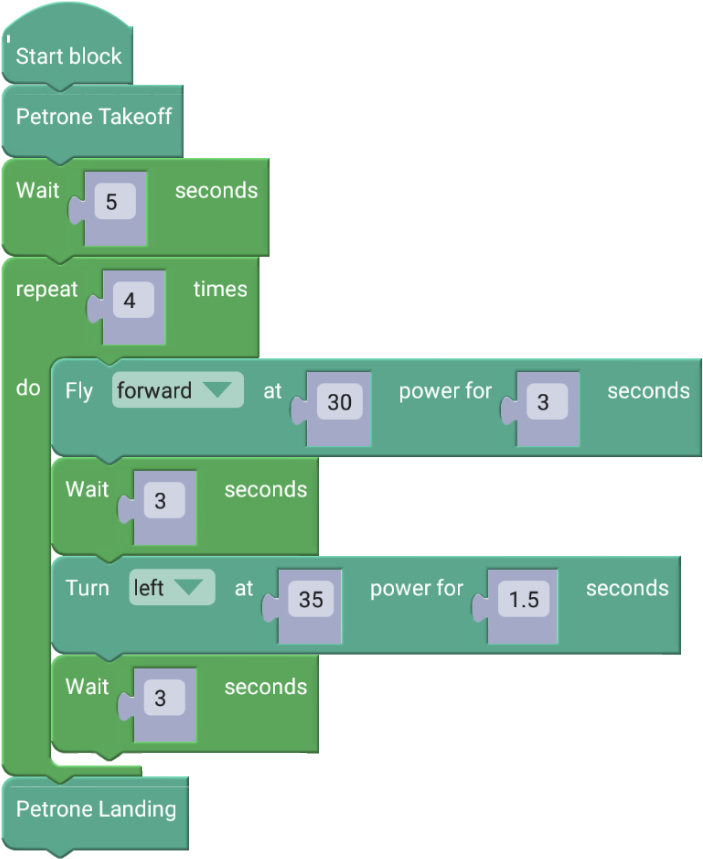 Start block
Petrone Takeoff
Wait 5 seconds
repeat 4 times
do Fly forward at 30 power for 3 seconds
Wait 3 seconds
Turn left at 35 power for 1.5 seconds
Wait 3 seconds
Petrone Landing